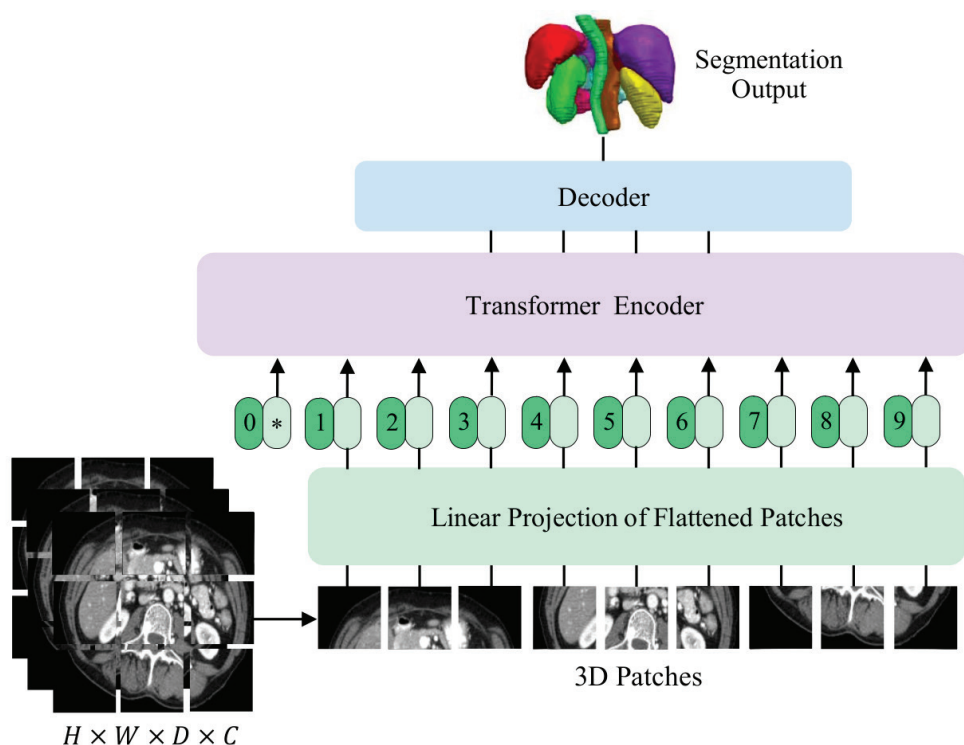 Segmentation
Output
Decoder
Transformer Encoder
0 * 1 2 3 4 5 6 7 8 9
Linear Projection of Flattened Patches
3D Patches
H × W × D × C